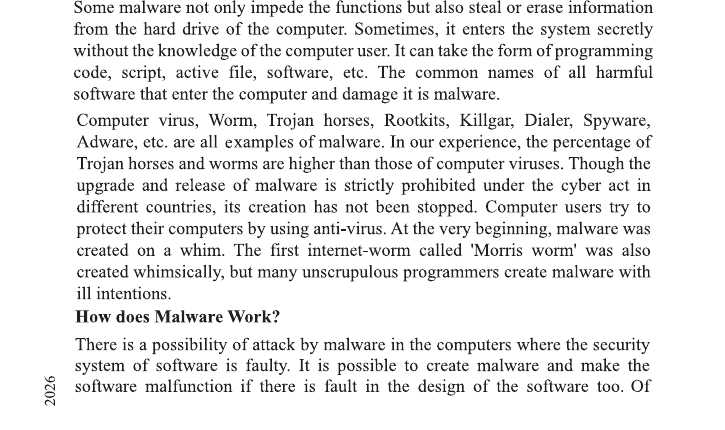 Some malware not only impede the functions but also steal or erase information
from the hard drive of the computer. Sometimes, it enters the system secretly
without the knowledge of the computer user. It can take the form of programming
code, script, active file, software, etc. The common names of all harmful
software that enter the computer and damage it is malware.
Computer virus, Worm, Trojan horses, Rootkits, Killgar, Dialer, Spyware,
Adware, etc. are all examples of malware. In our experience, the percentage of
Trojan horses and worms are higher than those of computer viruses. Though the
upgrade and release of malware is strictly prohibited under the cyber act in
different countries, its creation has not been stopped. Computer users try to
protect their computers by using anti-virus. At the very beginning, malware was
created on a whim. The first internet-worm called 'Morris worm' was also
created whimsically, but many unscrupulous programmers create malware with
ill intentions.
How does Malware Work?
There is a possibility of attack by malware in the computers where the security
system of software is faulty. It is possible to create malware and make the
software malfunction if there is fault in the design of the software too. Of
2026